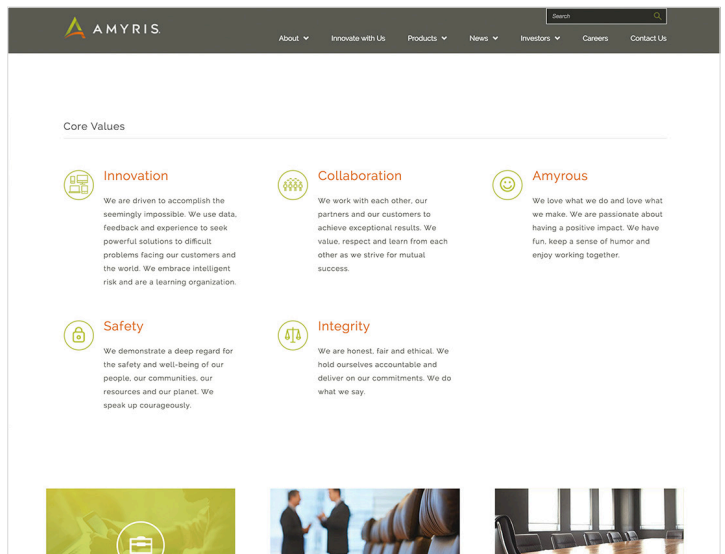 Search
AMYRIS
About
Innovate with Us
Products
News
Investors
Careers
Contact Us
Core Values
Innovation
We are driven to accomplish the
seemingly impossible. We use data,
feedback and experience to seek
powerful solutions to difficult
problems facing our customers and
the world. We embrace intelligent
risk and are a learning organization.
Collaboration
We work with each other, our
partners and our customers to
achieve exceptional results. We
value, respect and learn from each
other as we strive for mutual
success.
Amyrous
We love what we do and love what
we make. We are passionate about
having a positive impact. We have
fun, keep a sense of humor and
enjoy working together.
Safety
We demonstrate a deep regard for
the safety and well-being of our
people, our communities, our
resources and our planet. We
speak up courageously.
Integrity
We are honest, fair and ethical. We
hold ourselves accountable and
deliver on our commitments. We do
what we say.